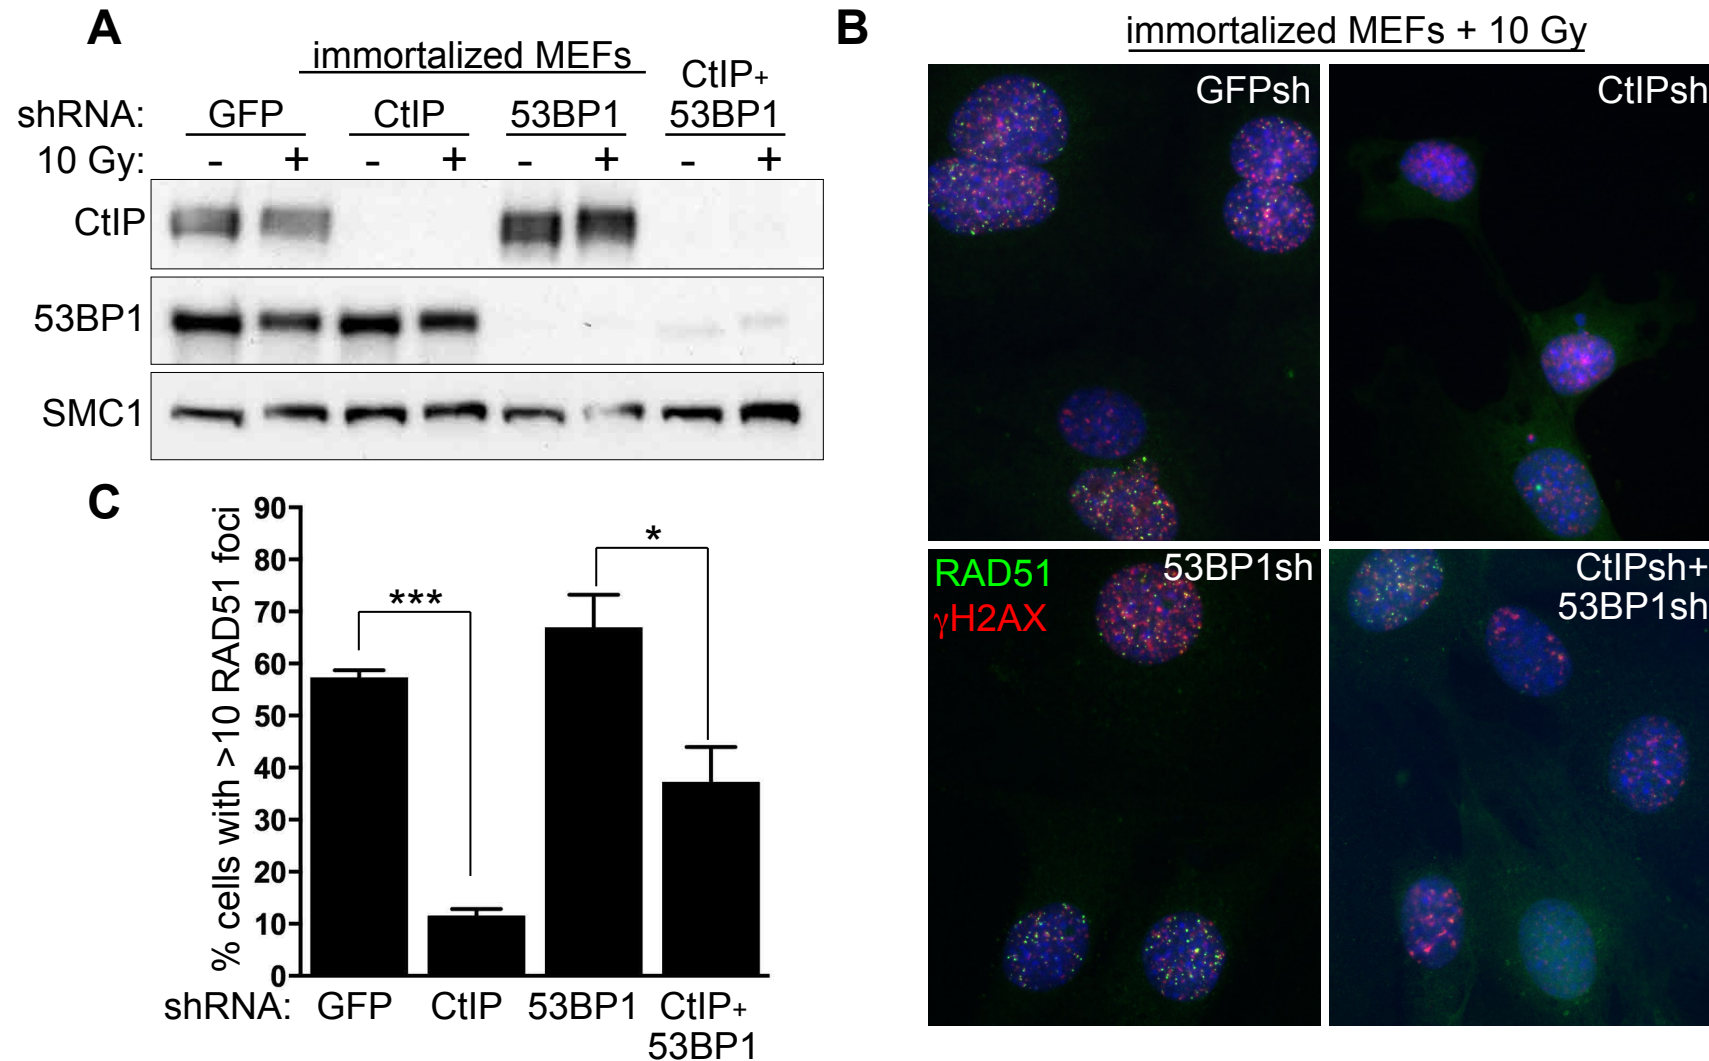 A
immortalized MEFs
CtIP+
shRNA: GFP CtIP 53BP1 53BP1
10 Gy: - + - + - + - +
CtIP
53BP1
SMC1
B
immortalized MEFs + 10 Gy
GFPsh
CtIPsh
RAD51
γH2AX
53BP1sh
CtIPsh+
53BP1sh
C
% cells with >10 RAD51 foci
90
80
70
60
50
40
30
20
10
0
***
*
shRNA: GFP CtIP 53BP1 CtIP+
53BP1